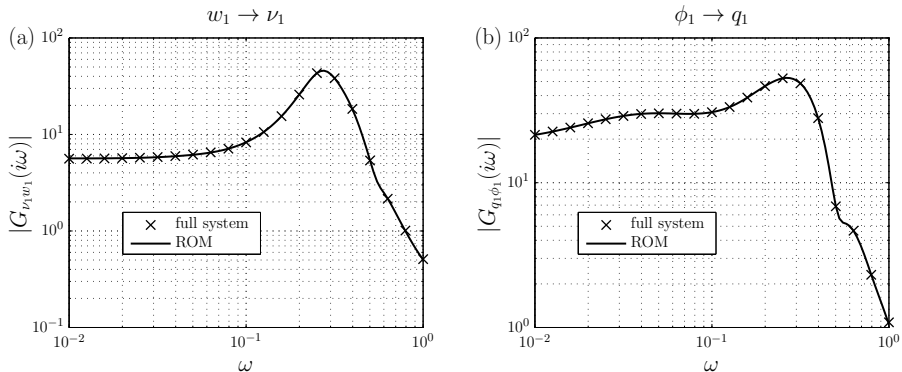 w₁ → ν₁
(a)
10²
10¹
10⁰
10⁻¹
|G_{ν₁w₁}(iω)|
× full system
ROM
10⁻² 10⁻¹ 10⁰
ω
ϕ₁ → q₁
(b)
10²
10¹
10⁰
|G_{q₁ϕ₁}(iω)|
× full system
ROM
10⁻² 10⁻¹ 10⁰
ω